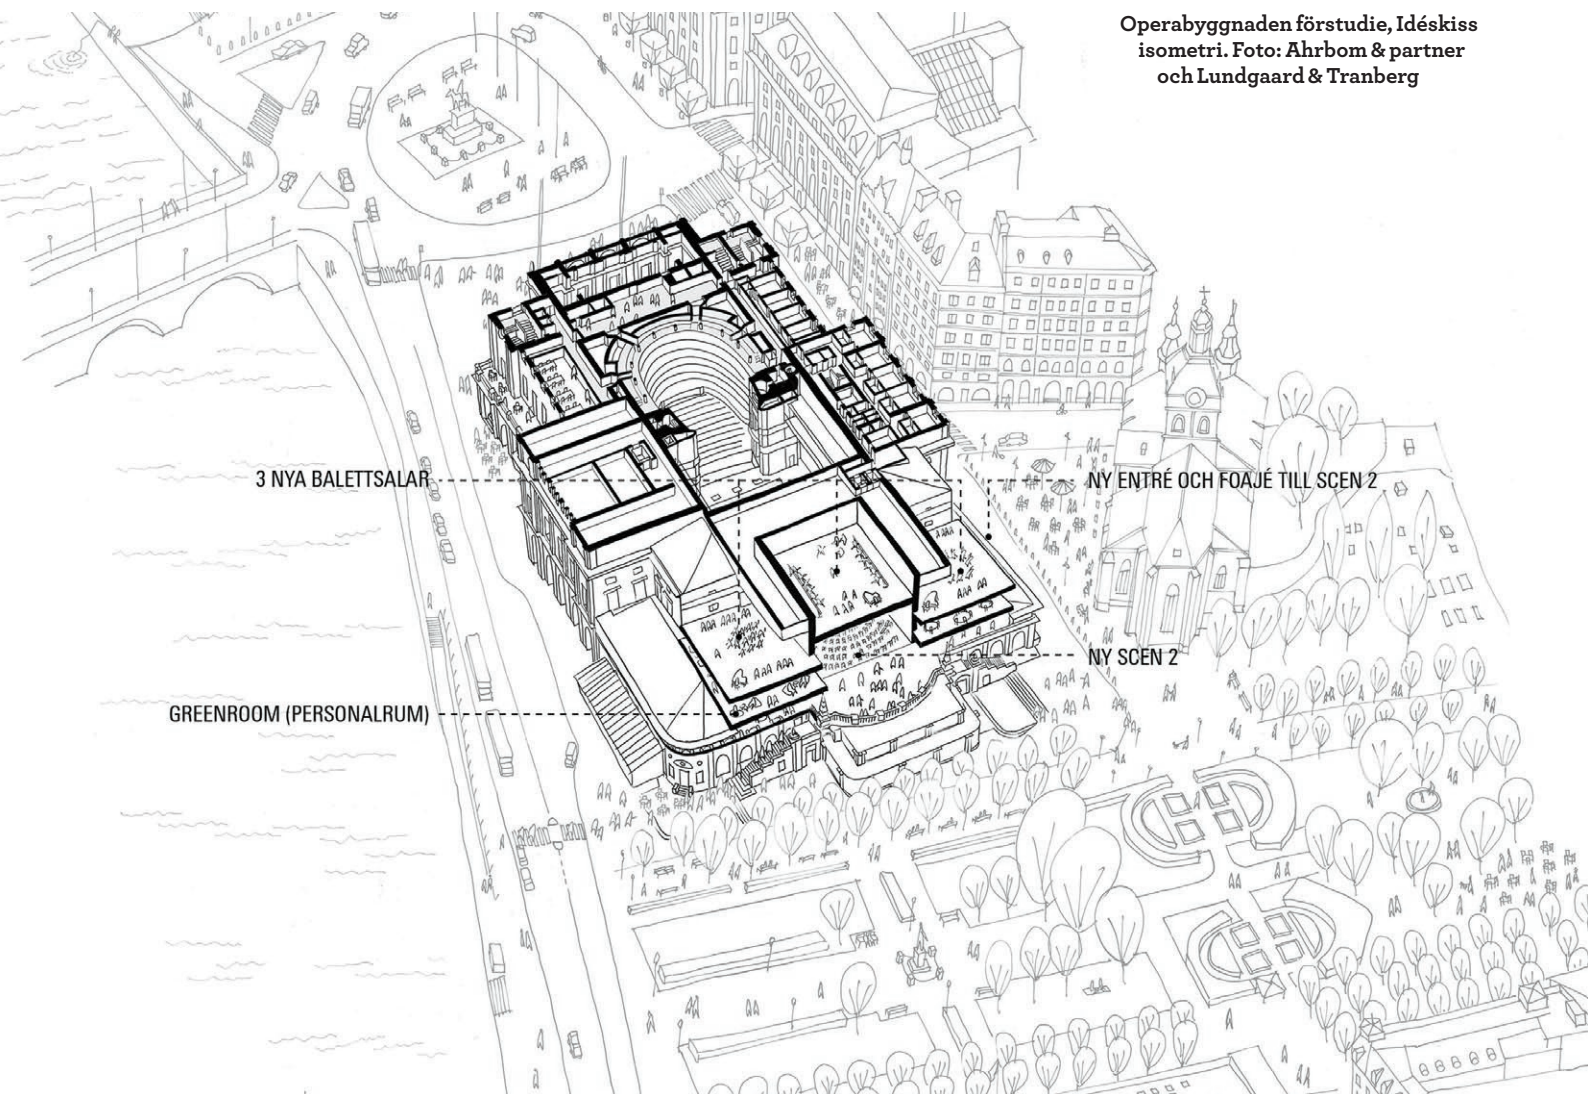 Operabyggnaden förstudie, Idéskiss
isometri. Foto: Ahrbom & partner
och Lundgaard & Tranberg
3 NYA BALETTSALAR
NY ENTRÉ OCH FOAJÉ TILL SCEN 2
NY SCEN 2
GREENROOM (PERSONALRUM)